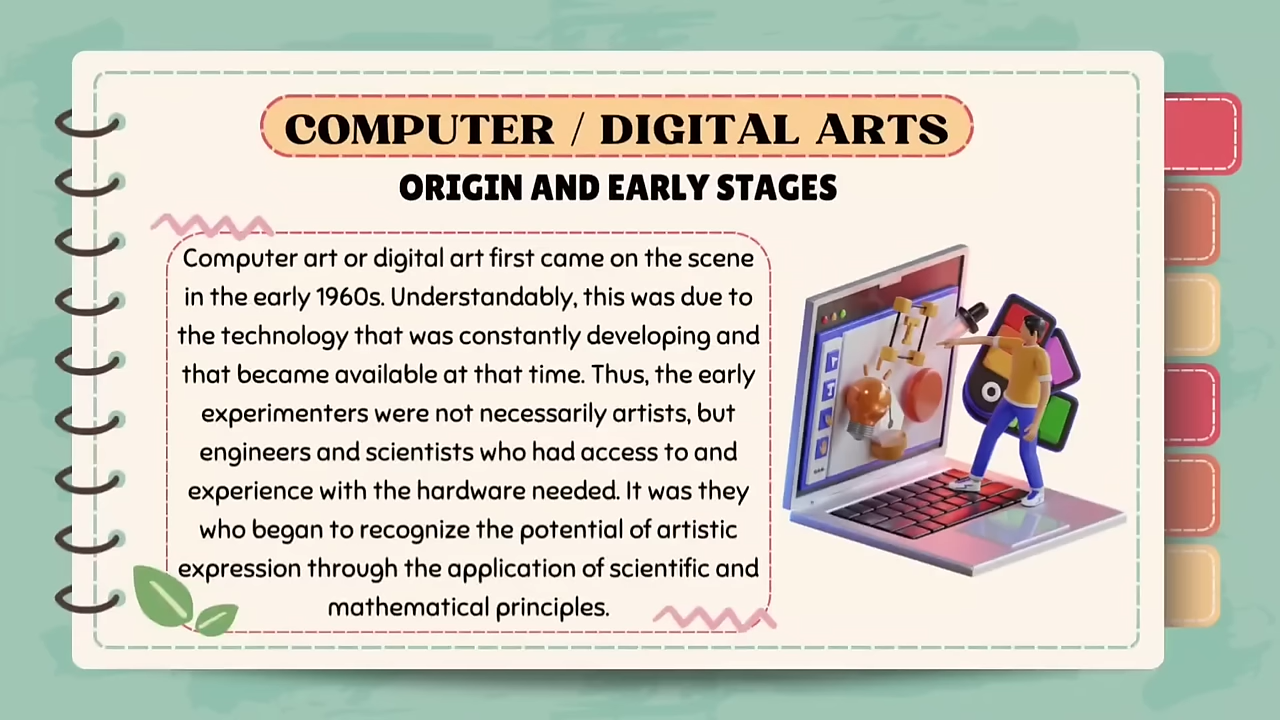 COMPUTER / DIGITAL ARTS
ORIGIN AND EARLY STAGES
Computer art or digital art first came on the scene
in the early 1960s. Understandably, this was due to
the technology that was constantly developing and
that became available at that time. Thus, the early
experimenters were not necessarily artists, but
engineers and scientists who had access to and
experience with the hardware needed. It was they
who began to recognize the potential of artistic
expression through the application of scientific and
mathematical principles.